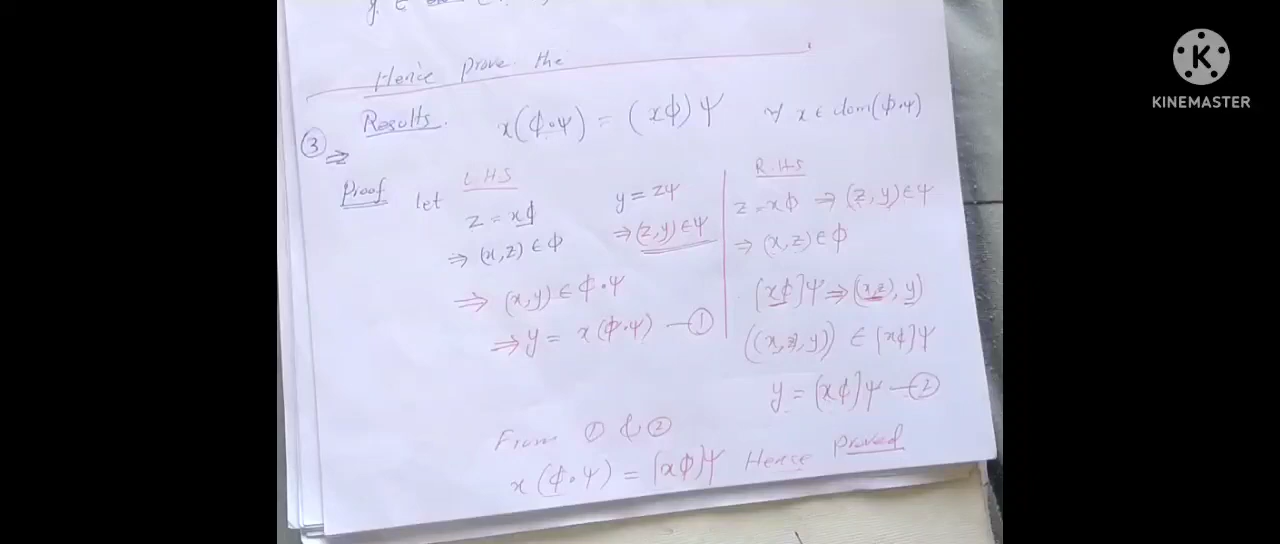 y ∈
Hence prove the
Results. x(ϕ∘ψ) = (xϕ)ψ ∀ x ∈ dom(ϕ∘ψ)
③ ⇒
Proof let L.H.S
z = xϕ y = zψ
⇒ (x,z) ∈ ϕ ⇒ (z,y) ∈ ψ
⇒ (x,y) ∈ ϕ∘ψ
⇒ y = x(ϕ∘ψ) —①
R.H.S
z = xϕ ⇒ (z,y) ∈ ψ
⇒ (x,z) ∈ ϕ
[xϕ]ψ ⇒ ((x,z), y)
((x,z,y)) ∈ [xϕ]ψ
y = (xϕ]ψ —②
From ① & ②
x(ϕ∘ψ) = [xϕ]ψ Hence Proved
K
KINEMASTER